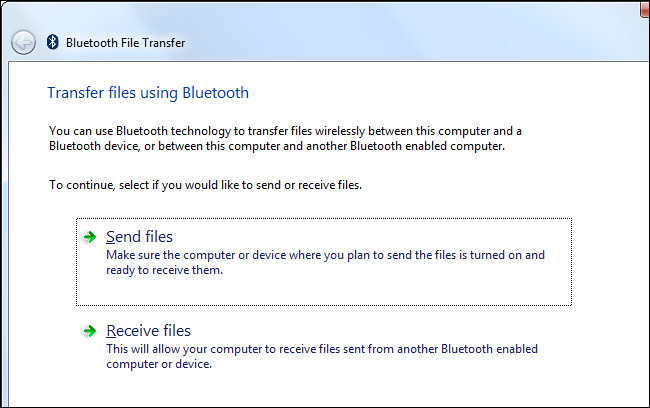 Bluetooth File Transfer
Transfer files using Bluetooth
You can use Bluetooth technology to transfer files wirelessly between this computer and a
Bluetooth device, or between this computer and another Bluetooth enabled computer.
To continue, select if you would like to send or receive files.
Send files
Make sure the computer or device where you plan to send the files is turned on and
ready to receive them.
Receive files
This will allow your computer to receive files sent from another Bluetooth enabled
computer or device.